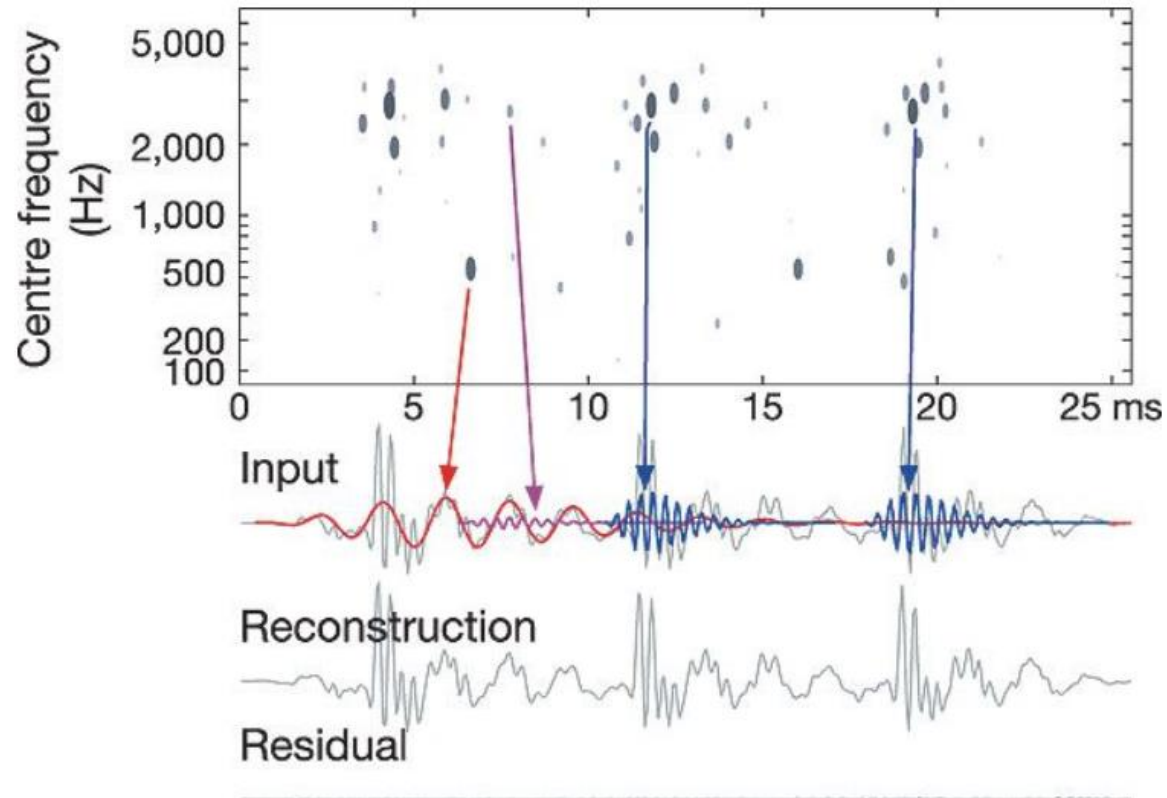 Centre frequency
(Hz)
5,000
2,000
1,000
500
200
100
0 5 10 15 20 25 ms
Input
Reconstruction
Residual